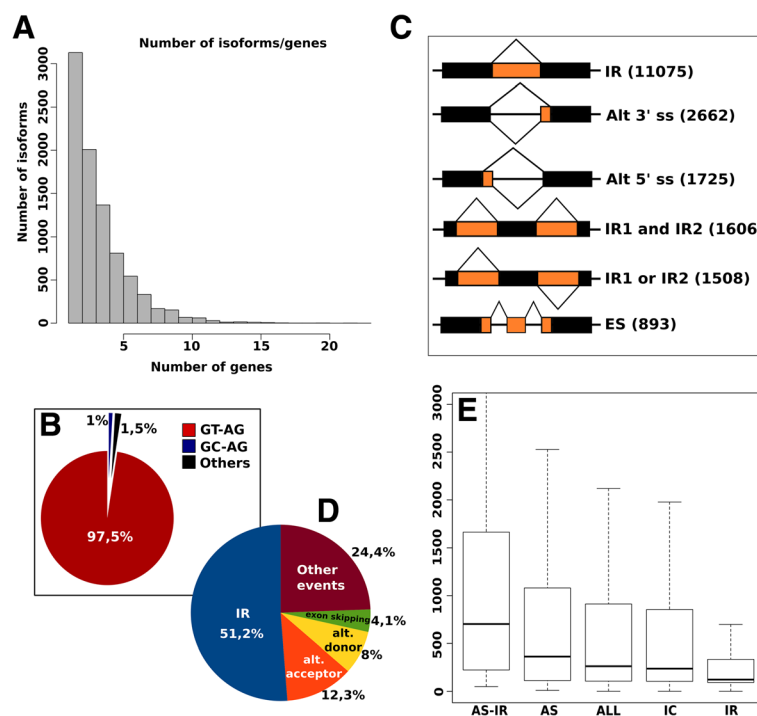 A
Number of isoforms/genes
Number of isoforms
3000
2500
2000
1500
1000
500
0
5
10
15
20
Number of genes
C
IR (11075)
Alt 3' ss (2662)
Alt 5' ss (1725)
IR1 and IR2 (1606
IR1 or IR2 (1508)
ES (893)
B
1%
1,5%
GT-AG
GC-AG
Others
97,5%
D
24,4%
Other
events
exon skipping
4,1%
IR
51,2%
alt.
donor
8%
alt.
acceptor
12,3%
E
3000
2500
2000
1500
1000
500
0
AS-IR
AS
ALL
IC
IR